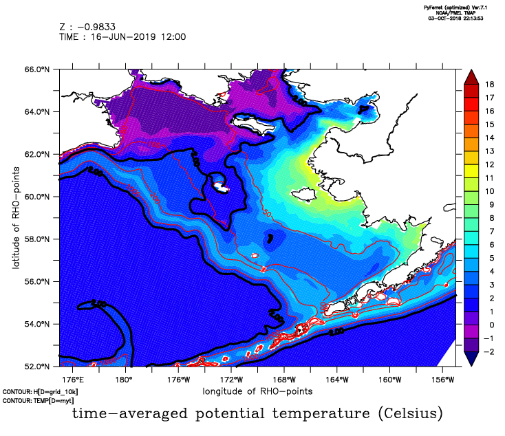 PyFerret (optimized) Ver.7.1
NOAA/PMEL TMAP
03-OCT-2018 22:13:53
Z : -0.9833
TIME : 16-JUN-2019 12:00
66.0°N
64.0°N
62.0°N
60.0°N
58.0°N
56.0°N
54.0°N
52.0°N
latitude of RHO-points
18
17
16
15
14
13
12
11
10
9
8
7
6
5
4
3
2
1
0
-1
-2
176°E 180° 176°W 172°W 168°W 164°W 160°W 156°W
longitude of RHO-points
CONTOUR: H[D=grid_10k]
CONTOUR: TEMP[D=myt]
time-averaged potential temperature (Celsius)